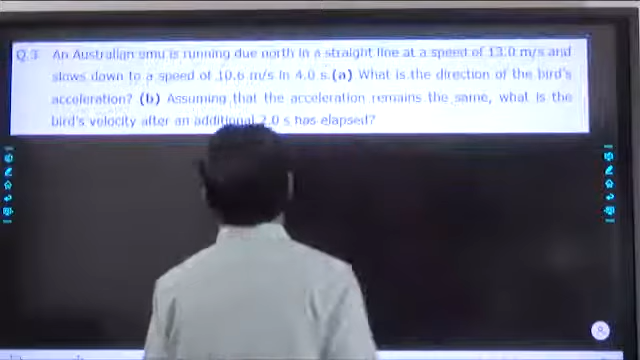 Q.3 An Australian emu is running due north in a straight line at a speed of 13.0 m/s and
slows down to a speed of 10.6 m/s in 4.0 s.(a) What is the direction of the bird's
acceleration? (b) Assuming that the acceleration remains the same, what is the
bird's velocity after an additional 2.0 s has elapsed?